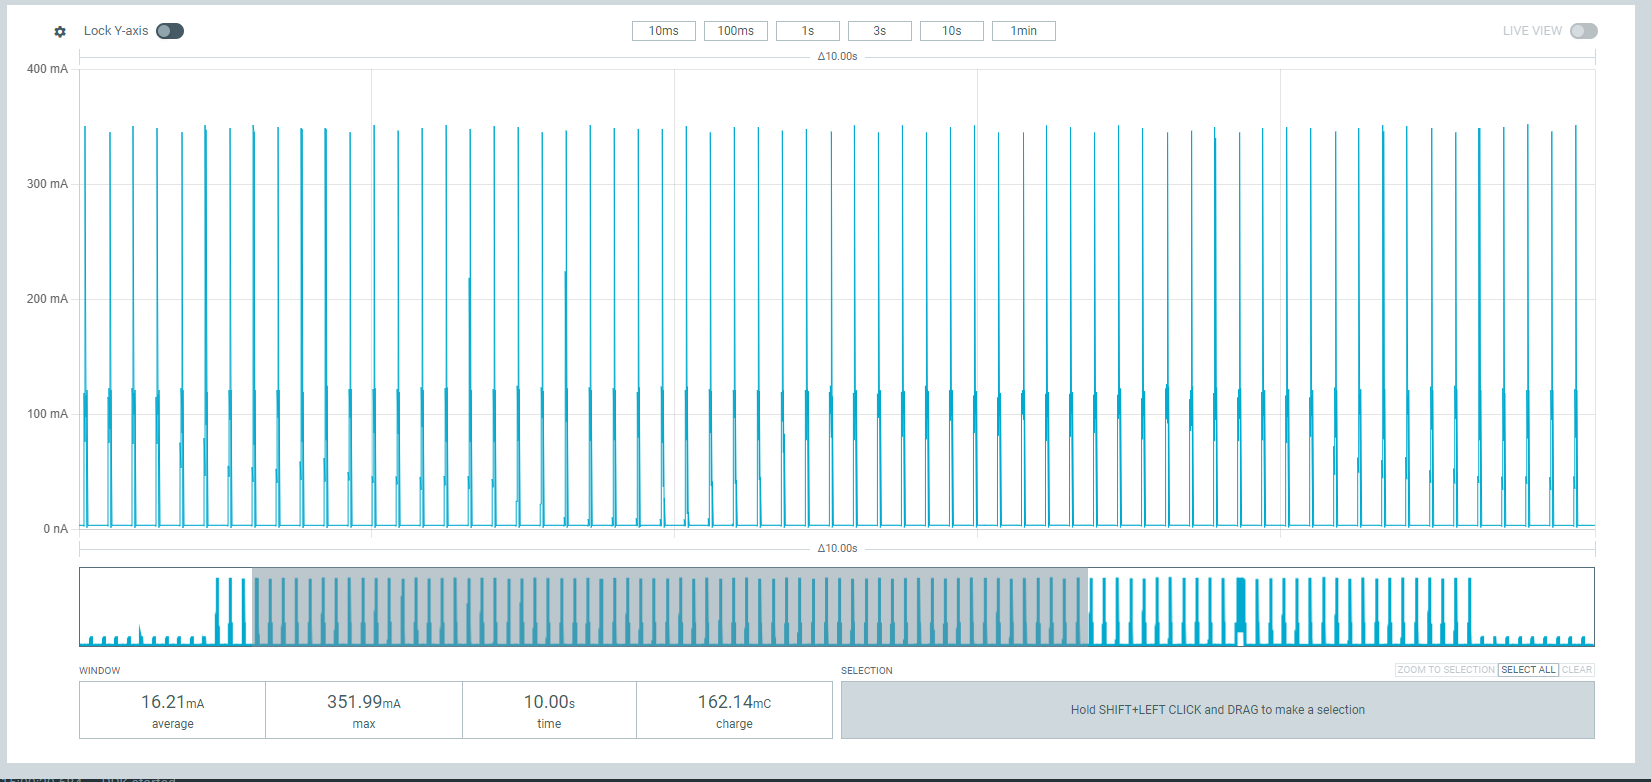 Lock Y-axis 10ms 100ms 1s 3s 10s 1min LIVE VIEW
Δ10.00s
400 mA
300 mA
200 mA
100 mA
0 nA
Δ10.00s
WINDOW SELECTION ZOOM TO SELECTION SELECT ALL CLEAR
16.21mA 351.99mA 10.00s 162.14mC
average max time charge
Hold SHIFT+LEFT CLICK and DRAG to make a selection